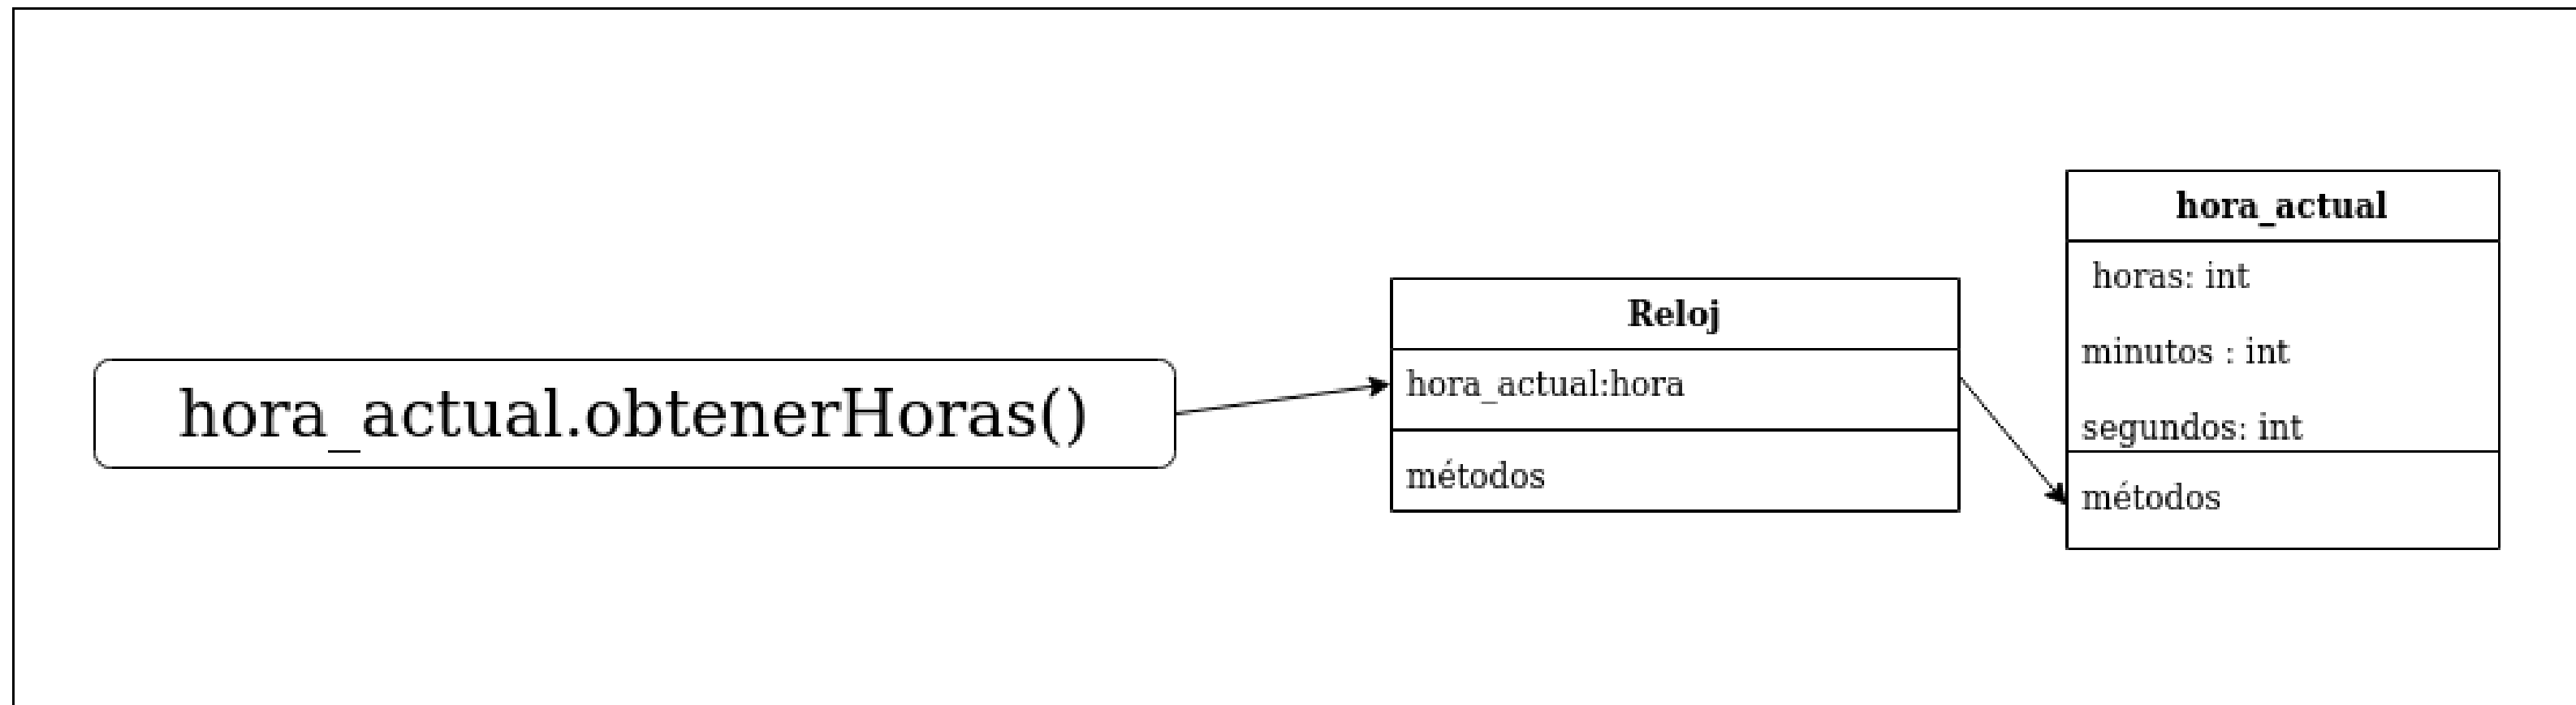 hora_actual.obtenerHoras()
Reloj
hora_actual:hora
métodos
hora_actual
horas: int
minutos : int
segundos: int
métodos